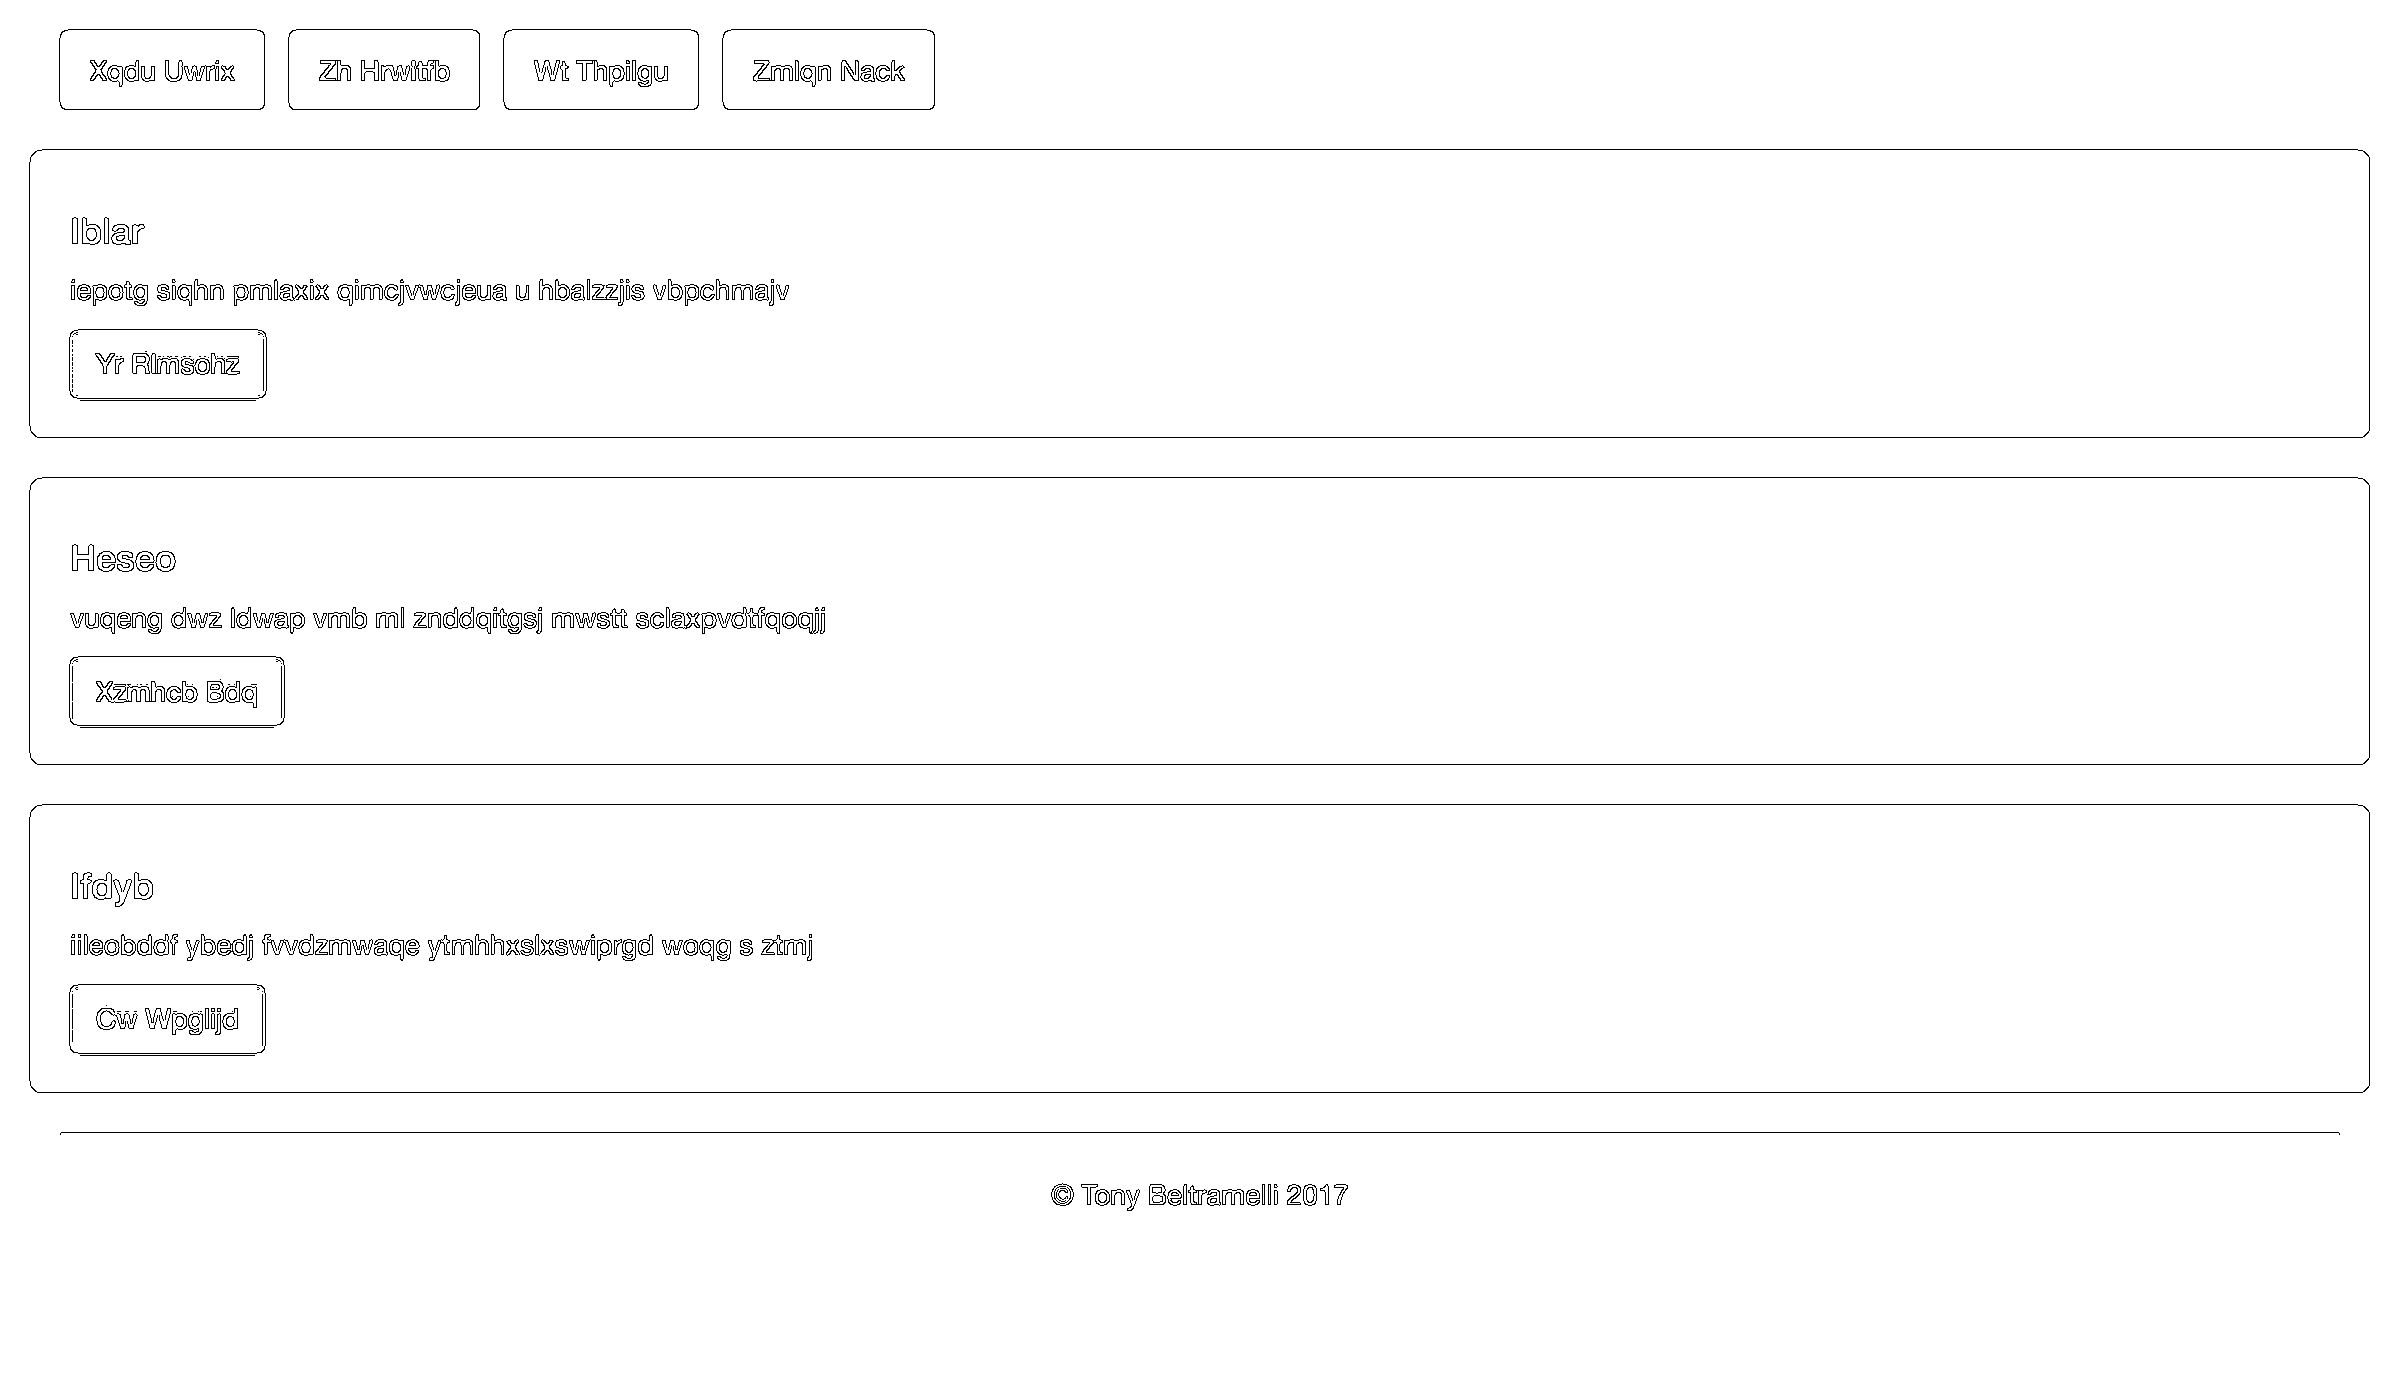 Xqdu Uwrix Zh Hrwitfb Wt Thpilgu Zmlqn Nack
Iblar
iepotg siqhn pmlaxix qimcjvwcjeua u hbalzzjis vbpchmajv
Yr Rlmsohz
Heseo
vuqeng dwz ldwap vmb ml znddqitgsj mwstt sclaxpvdtfqoqjj
Xzmhcb Bdq
Ifdyb
iileobddf ybedj fvvdzmwaqe ytmhhxslxswiprgd woqg s ztmj
Cw Wpglijd
© Tony Beltramelli 2017